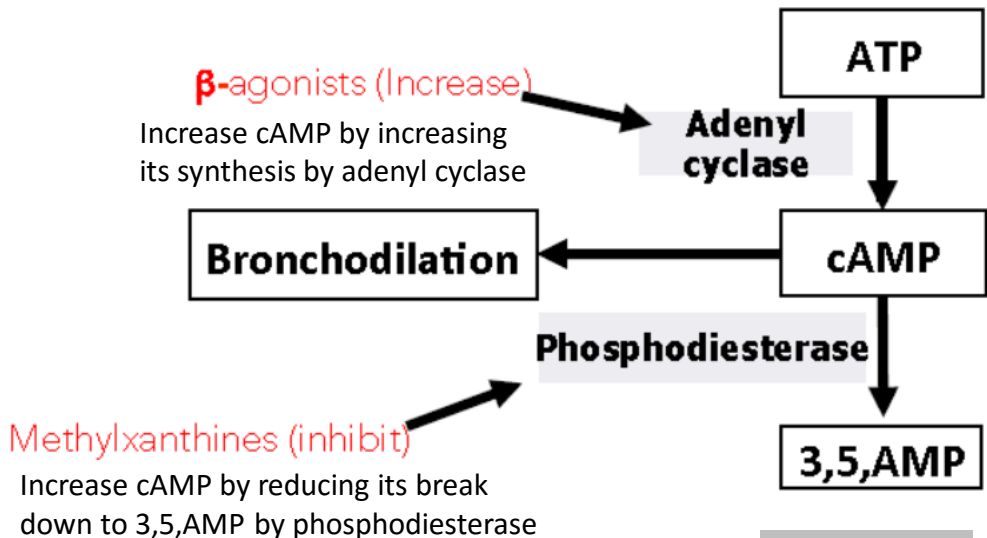 ATP
β-agonists (Increase)
Increase cAMP by increasing
its synthesis by adenyl cyclase
Adenyl
cyclase
Bronchodilation
cAMP
Phosphodiesterase
Methylxanthines (inhibit)
Increase cAMP by reducing its break
down to 3,5,AMP by phosphodiesterase
3,5,AMP